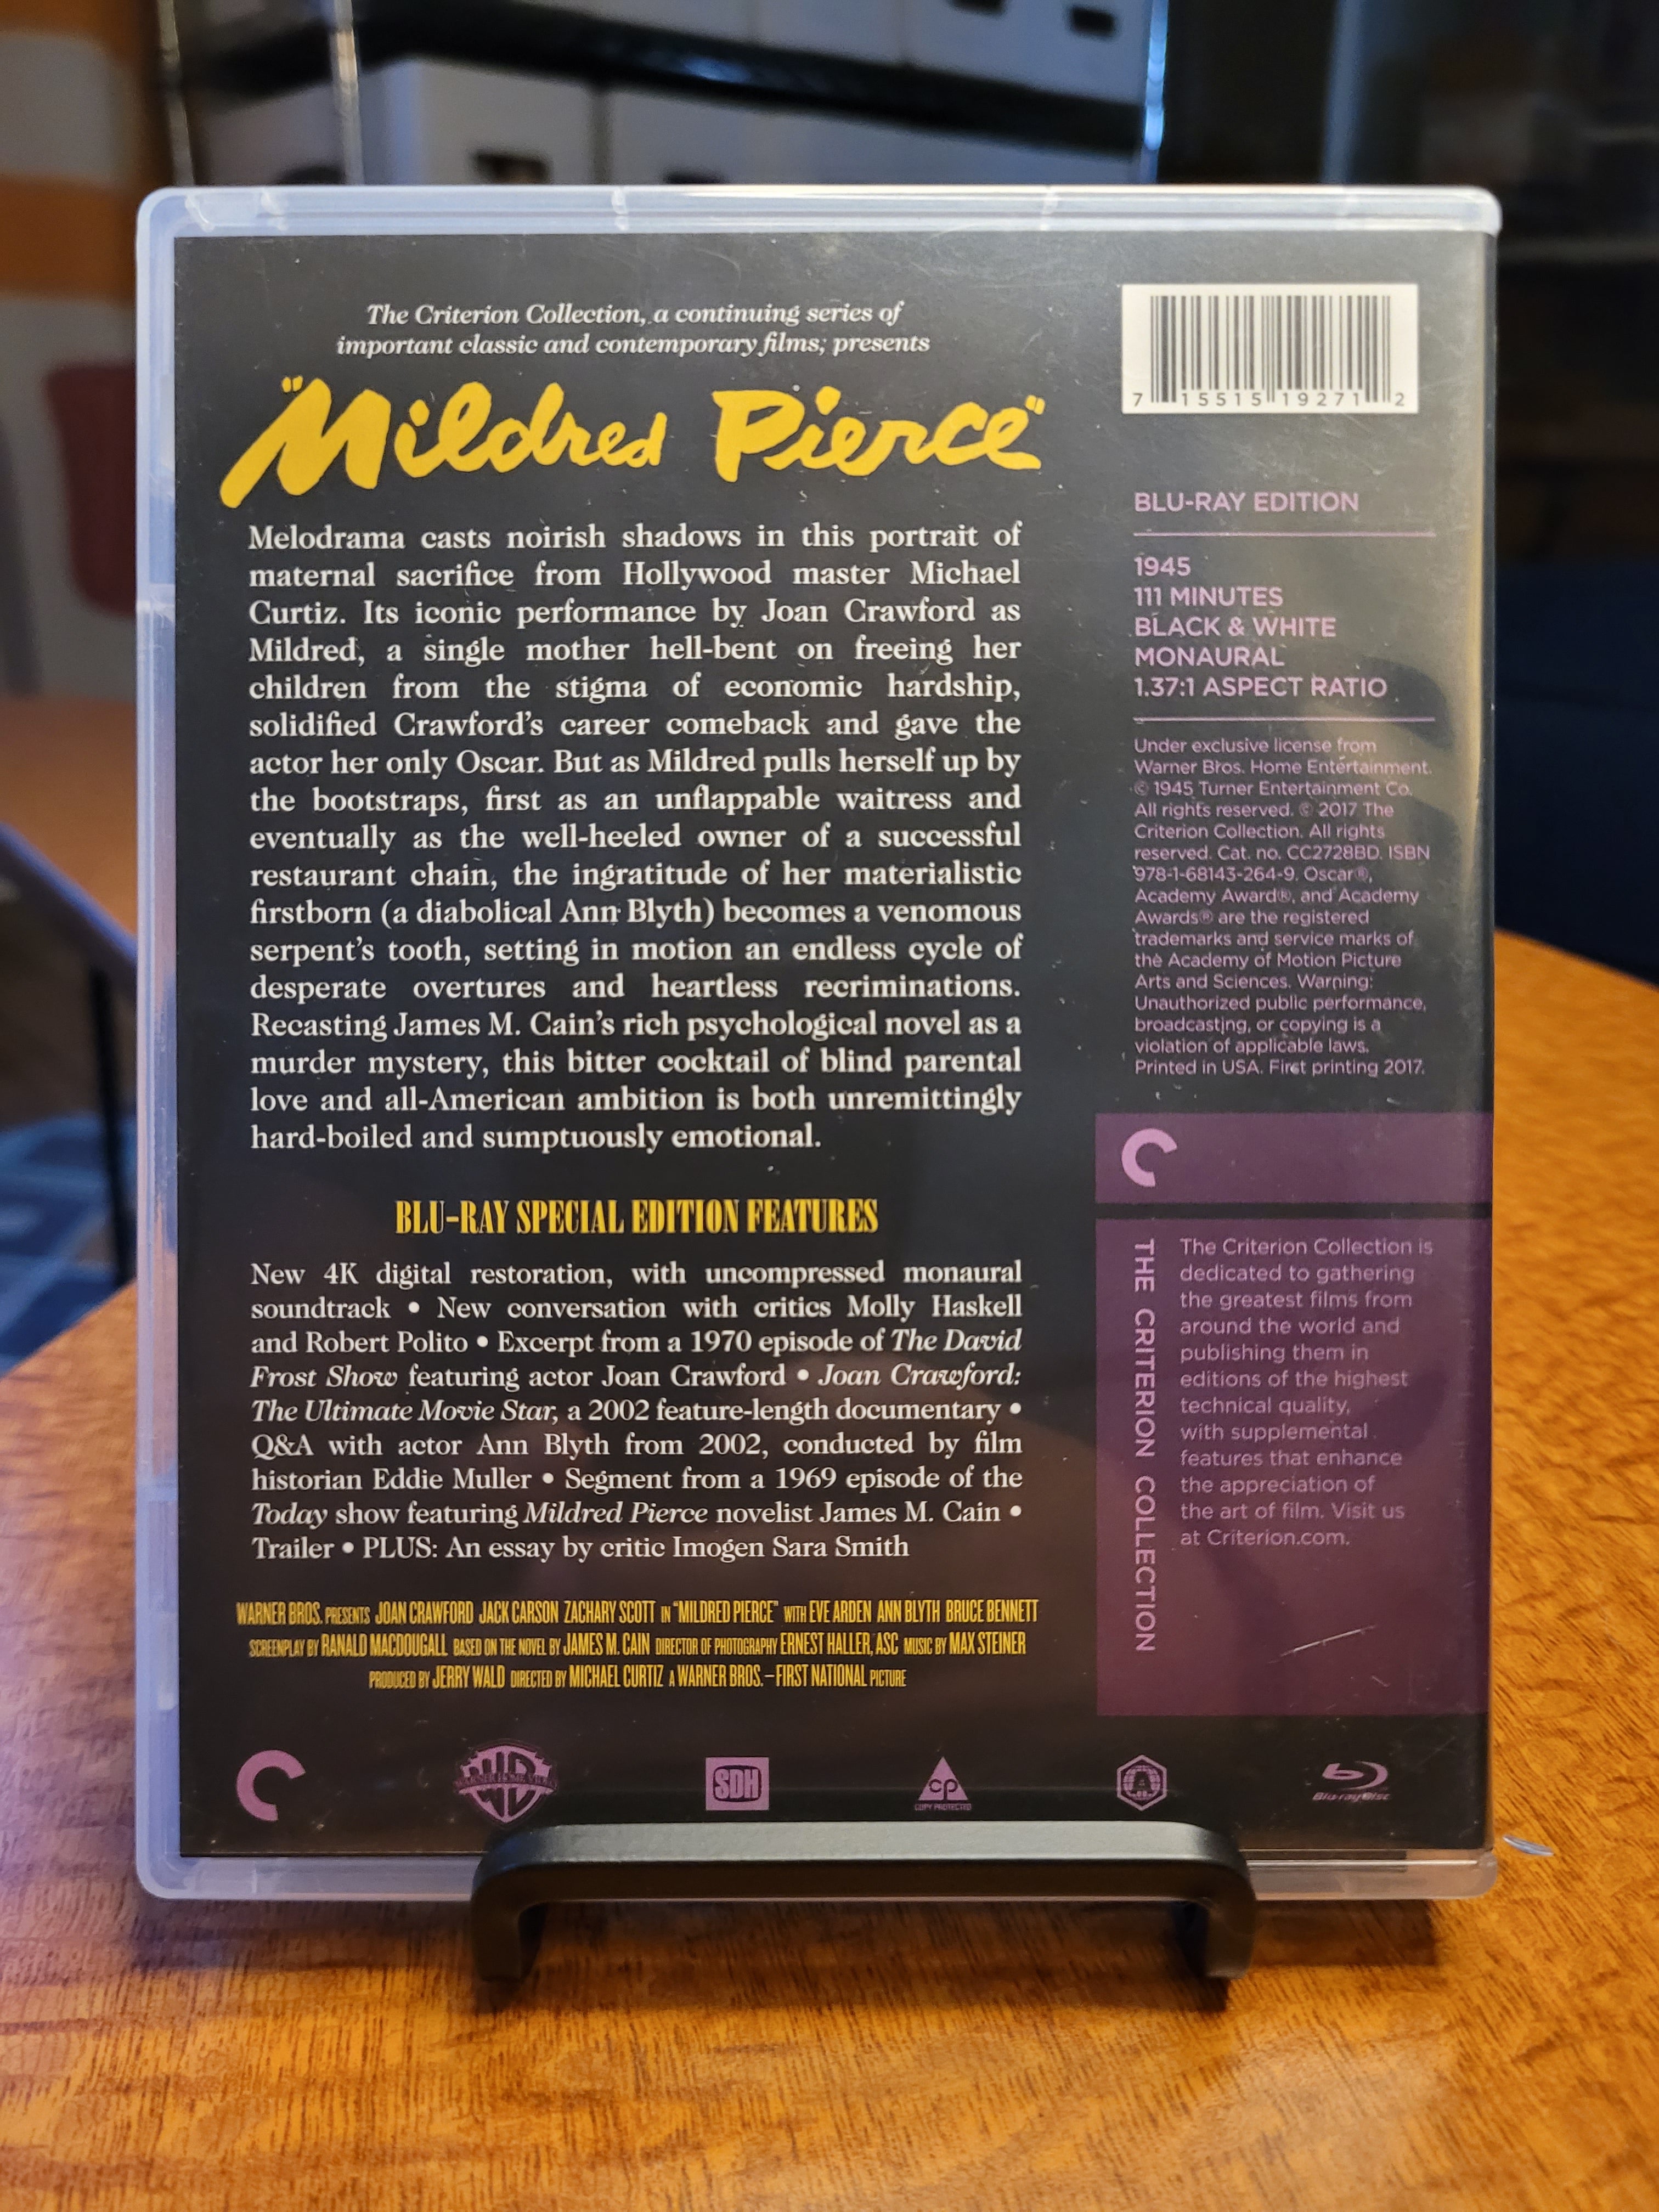 The Criterion Collection, a continuing series of
important classic and contemporary films, presents
"Mildred Pierce"
Melodrama casts noirish shadows in this portrait of
maternal sacrifice from Hollywood master Michael
Curtiz. Its iconic performance by Joan Crawford as
Mildred, a single mother hell-bent on freeing her
children from the stigma of economic hardship,
solidified Crawford's career comeback and gave the
actor her only Oscar. But as Mildred pulls herself up by
the bootstraps, first as an unflappable waitress and
eventually as the well-heeled owner of a successful
restaurant chain, the ingratitude of her materialistic
firstborn (a diabolical Ann Blyth) becomes a venomous
serpent's tooth, setting in motion an endless cycle of
desperate overtures and heartless recriminations.
Recasting James M. Cain's rich psychological novel as a
murder mystery, this bitter cocktail of blind parental
love and all-American ambition is both unremittingly
hard-boiled and sumptuously emotional.
BLU-RAY SPECIAL EDITION FEATURES
New 4K digital restoration, with uncompressed monaural
soundtrack • New conversation with critics Molly Haskell
and Robert Polito • Excerpt from a 1970 episode of The David
Frost Show featuring actor Joan Crawford • Joan Crawford:
The Ultimate Movie Star, a 2002 feature-length documentary •
Q&A with actor Ann Blyth from 2002, conducted by film
historian Eddie Muller • Segment from a 1969 episode of the
Today show featuring Mildred Pierce novelist James M. Cain •
Trailer • PLUS: An essay by critic Imogen Sara Smith
WARNER BROS. PRESENTS JOAN CRAWFORD JACK CARSON ZACHARY SCOTT IN "MILDRED PIERCE" WITH EVE ARDEN ANN BLYTH BRUCE BENNETT
SCREENPLAY BY RANALD MACDOUGALL BASED ON THE NOVEL BY JAMES M. CAIN DIRECTOR OF PHOTOGRAPHY ERNEST HALLER, ASC MUSIC BY MAX STEINER
PRODUCED BY JERRY WALD DIRECTED BY MICHAEL CURTIZ A WARNER BROS.–FIRST NATIONAL PICTURE
7 15515 19271 2
BLU-RAY EDITION
1945
111 MINUTES
BLACK & WHITE
MONAURAL
1.37:1 ASPECT RATIO
Under exclusive license from
Warner Bros. Home Entertainment.
© 1945 Turner Entertainment Co.
All rights reserved. © 2017 The
Criterion Collection. All rights
reserved. Cat. no. CC2728BD. ISBN
978-1-68143-264-9. Oscar®,
Academy Award®, and Academy
Awards® are the registered
trademarks and service marks of
the Academy of Motion Picture
Arts and Sciences. Warning:
Unauthorized public performance,
broadcasting, or copying is a
violation of applicable laws.
Printed in USA. First printing 2017.
THE CRITERION COLLECTION
The Criterion Collection is
dedicated to gathering
the greatest films from
around the world and
publishing them in
editions of the highest
technical quality,
with supplemental
features that enhance
the appreciation of
the art of film. Visit us
at Criterion.com.
WB WARNER HOME VIDEO
SDH
cp
COPY PROTECTED
A
Blu-ray Disc